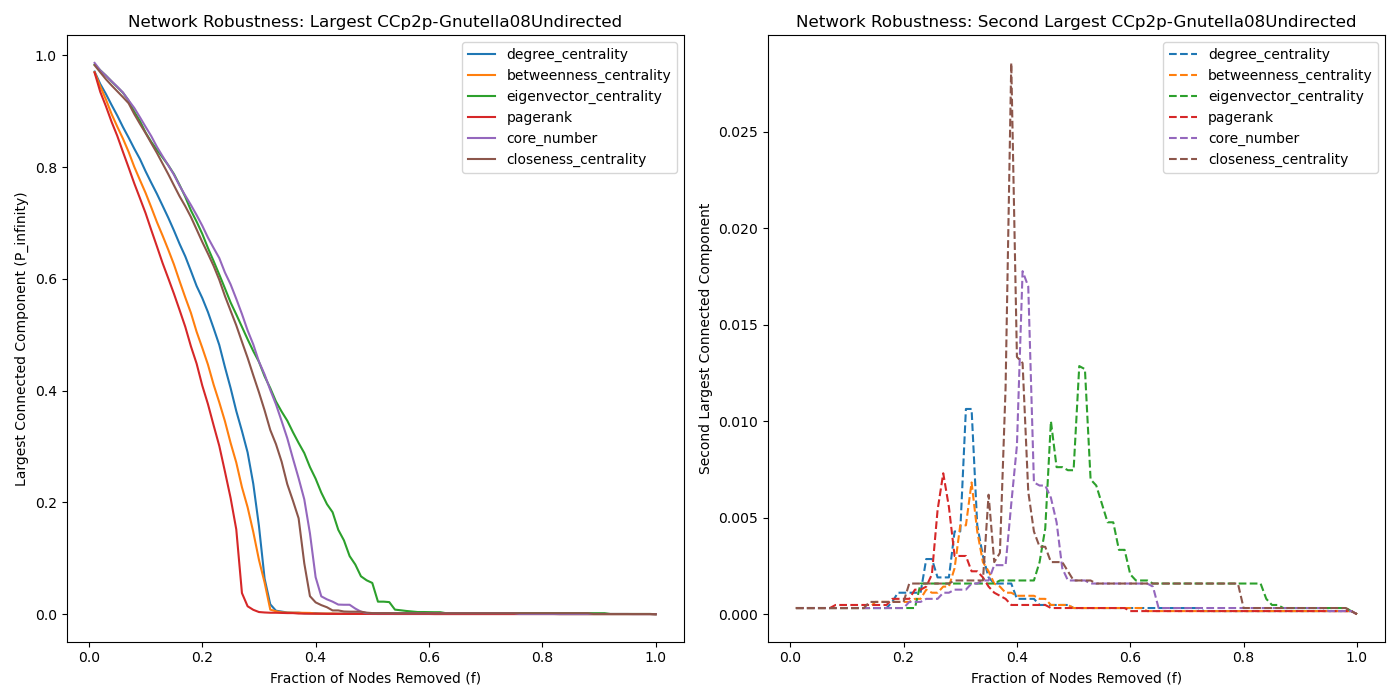 Network Robustness: Largest CCp2p-Gnutella08Undirected
Largest Connected Component (P_infinity)
1.0
0.8
0.6
0.4
0.2
0.0
0.0
0.2
0.4
0.6
0.8
1.0
Fraction of Nodes Removed (f)
degree_centrality
betweenness_centrality
eigenvector_centrality
pagerank
core_number
closeness_centrality
Network Robustness: Second Largest CCp2p-Gnutella08Undirected
Second Largest Connected Component
0.025
0.020
0.015
0.010
0.005
0.000
0.0
0.2
0.4
0.6
0.8
1.0
Fraction of Nodes Removed (f)
degree_centrality
betweenness_centrality
eigenvector_centrality
pagerank
core_number
closeness_centrality